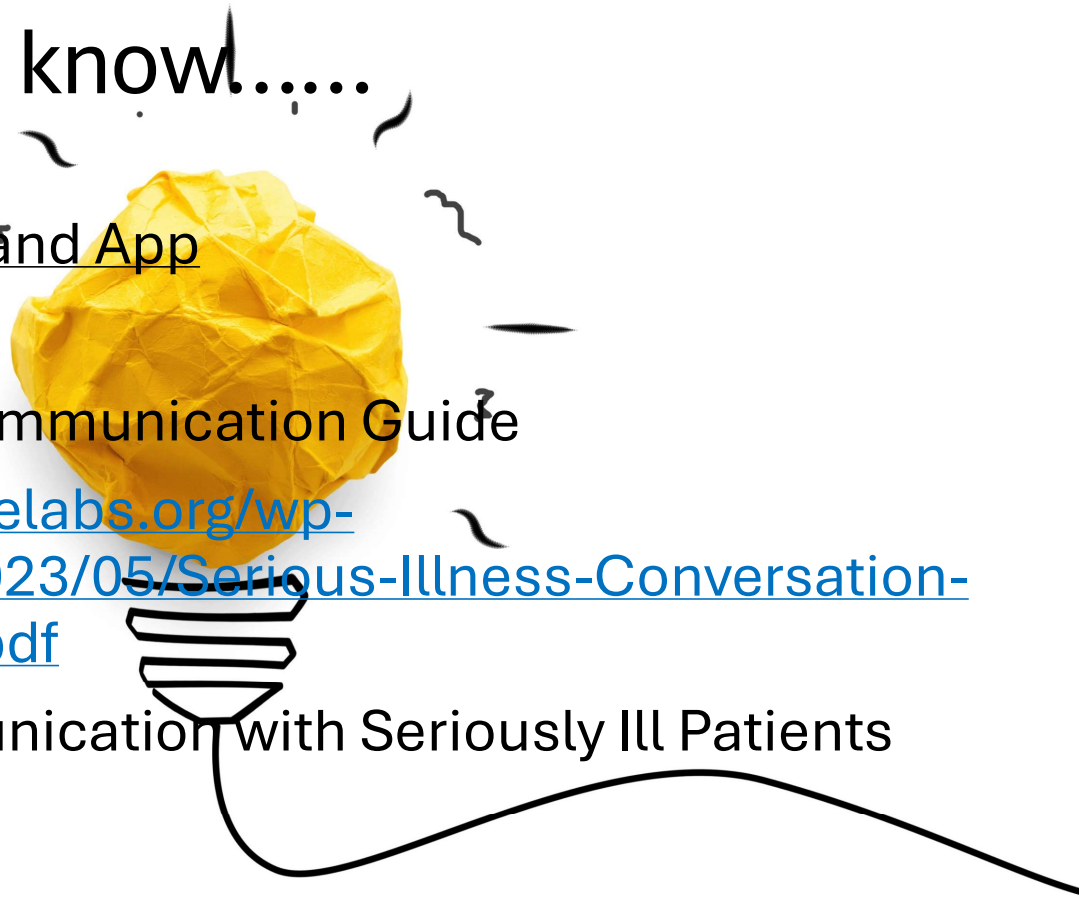 know......
and App
mmunication Guide
elabs.org/wp-
023/05/Serious-Illness-Conversation-
pdf
unication with Seriously Ill Patients